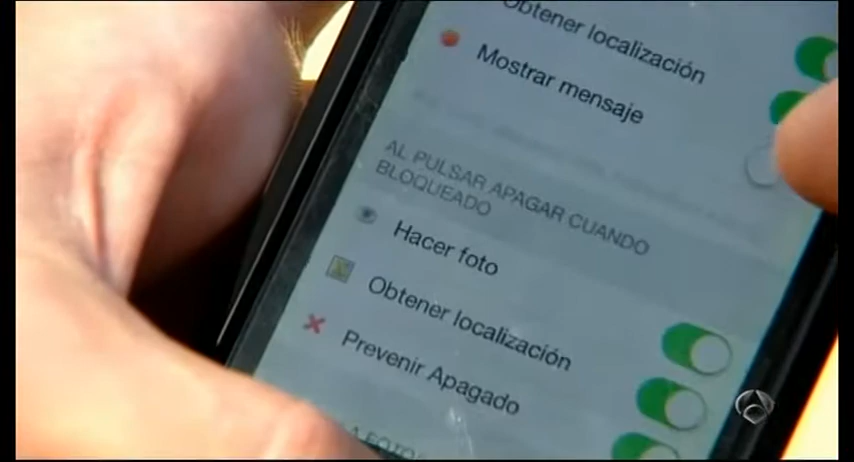 Obtener localización
Mostrar mensaje
AL PULSAR APAGAR CUANDO
BLOQUEADO
Hacer foto
Obtener localización
Prevenir Apagado